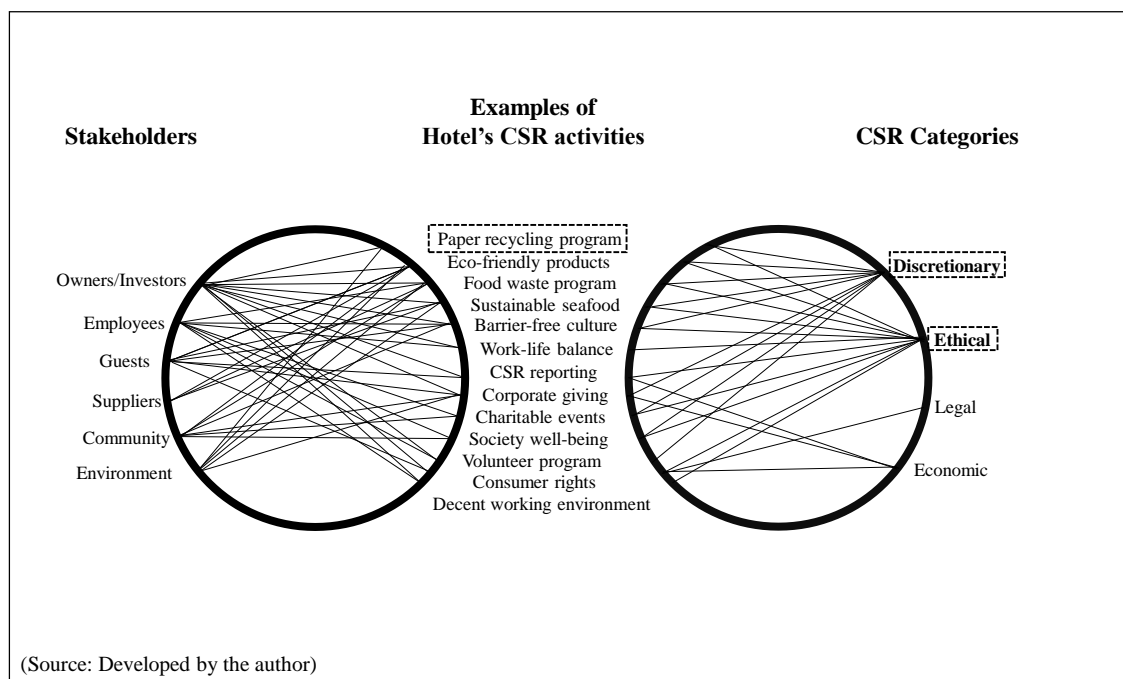 Examples of
Stakeholders Hotel's CSR activities CSR Categories
Paper recycling program
Eco-friendly products
Discretionary
Owners/Investors
Food waste program
Sustainable seafood
Employees
Barrier-free culture
Ethical
Work-life balance
Guests
CSR reporting
Corporate giving
Suppliers
Legal
Charitable events
Community
Society well-being
Volunteer program
Environment
Economic
Consumer rights
Decent working environment
(Source: Developed by the author)